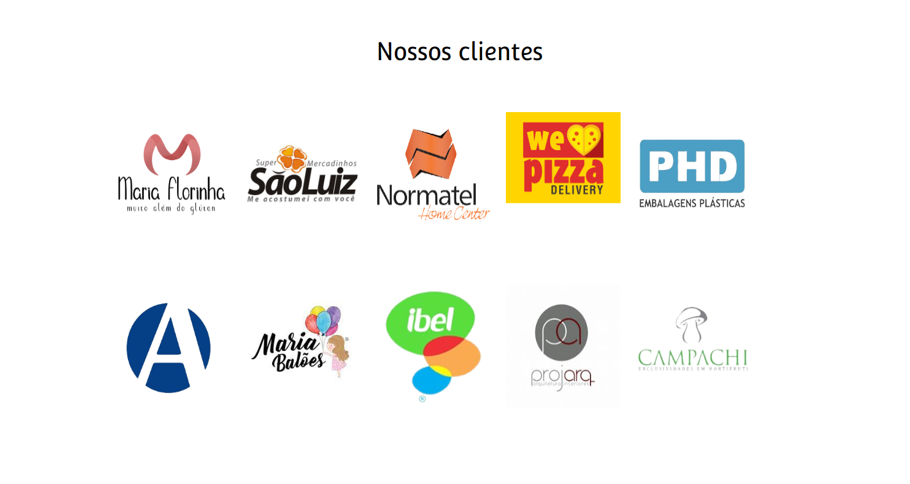 Nossos clientes
Maria Florinha
muito além do glúten
Super Mercadinhos
SãoLuiz
Me acostumei com você
Normatel
Home Center
we
pizza
DELIVERY
PHD
EMBALAGENS PLÁSTICAS
A
Maria
Balões
ibel
®
pa
projarq
CAMPACHI
EXCLUSIVIDADES EM HORTIFRUTI